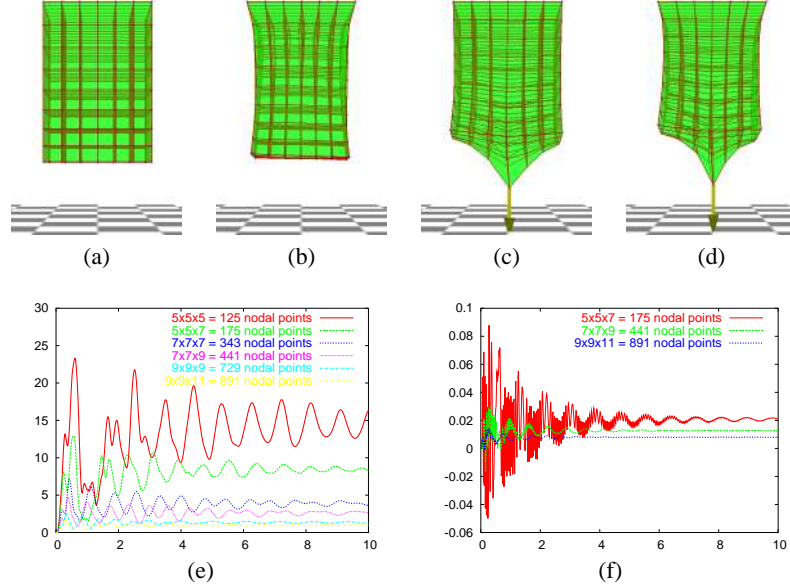 (a)
(b)
(c)
(d)
30
25
20
15
10
5
0
0
2
4
6
8
10
5x5x5 = 125 nodal points
5x5x7 = 175 nodal points
7x7x7 = 343 nodal points
7x7x9 = 441 nodal points
9x9x9 = 729 nodal points
9x9x11 = 891 nodal points
(e)
0.1
0.08
0.06
0.04
0.02
0
-0.02
-0.04
-0.06
0
2
4
6
8
10
5x5x7 = 175 nodal points
7x7x9 = 441 nodal points
9x9x11 = 891 nodal points
(f)